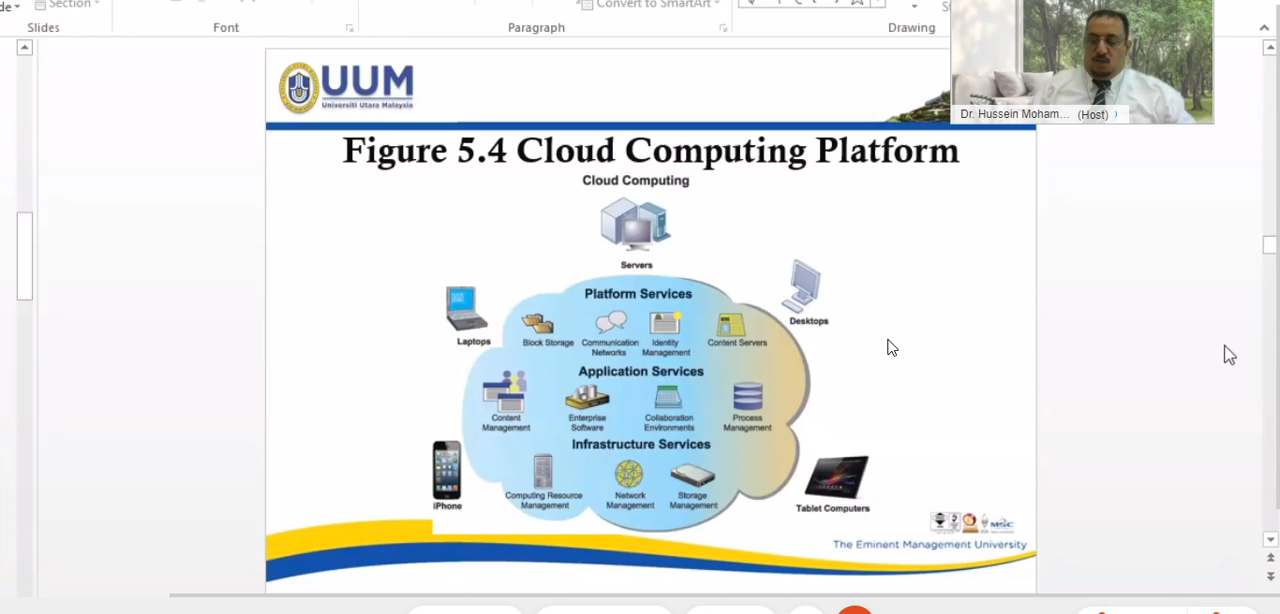 Section
Convert to SmartArt
Slides
Font
Paragraph
Drawing
Dr. Hussein Moham... (Host)
UUM
Universiti Utara Malaysia
Figure 5.4 Cloud Computing Platform
Cloud Computing
Servers
Platform Services
Desktops
Laptops
Block Storage
Communication
Networks
Identity
Management
Content Servers
Application Services
Content
Management
Enterprise
Software
Collaboration
Environments
Process
Management
Infrastructure Services
iPhone
Computing Resource
Management
Network
Management
Storage
Management
Tablet Computers
MSC
The Eminent Management University